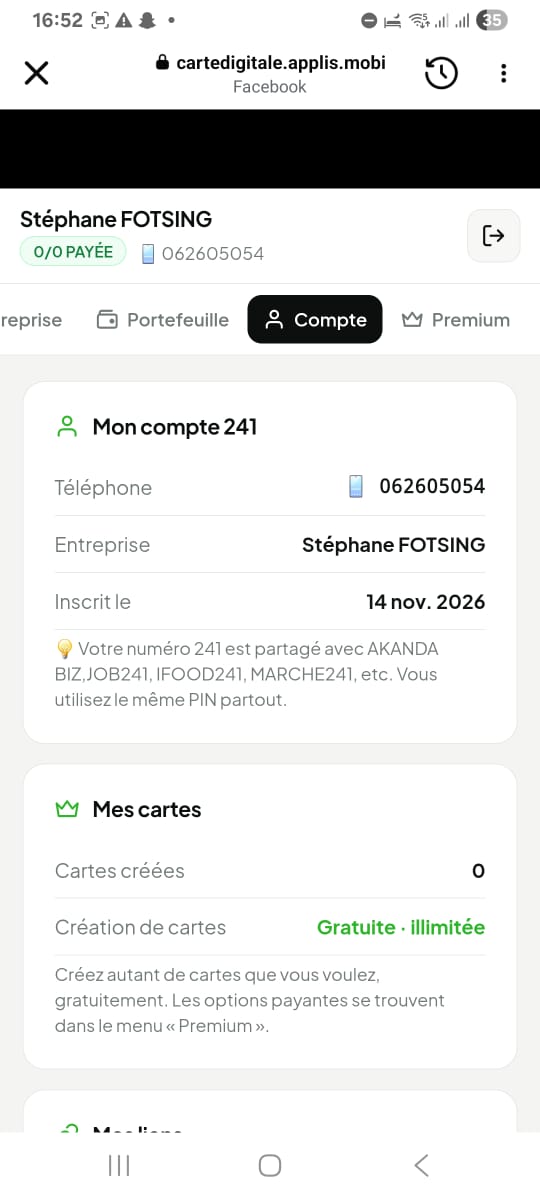 16:52
35
cartedigitale.applis.mobi
Facebook
Stéphane FOTSING
0/0 PAYÉE 062605054
reprise Portefeuille Compte Premium
Mon compte 241
Téléphone 062605054
Entreprise Stéphane FOTSING
Inscrit le 14 nov. 2026
Votre numéro 241 est partagé avec AKANDA
BIZ,JOB241, IFOOD241, MARCHE241, etc. Vous
utilisez le même PIN partout.
Mes cartes
Cartes créées 0
Création de cartes Gratuite · illimitée
Créez autant de cartes que vous voulez,
gratuitement. Les options payantes se trouvent
dans le menu « Premium ».